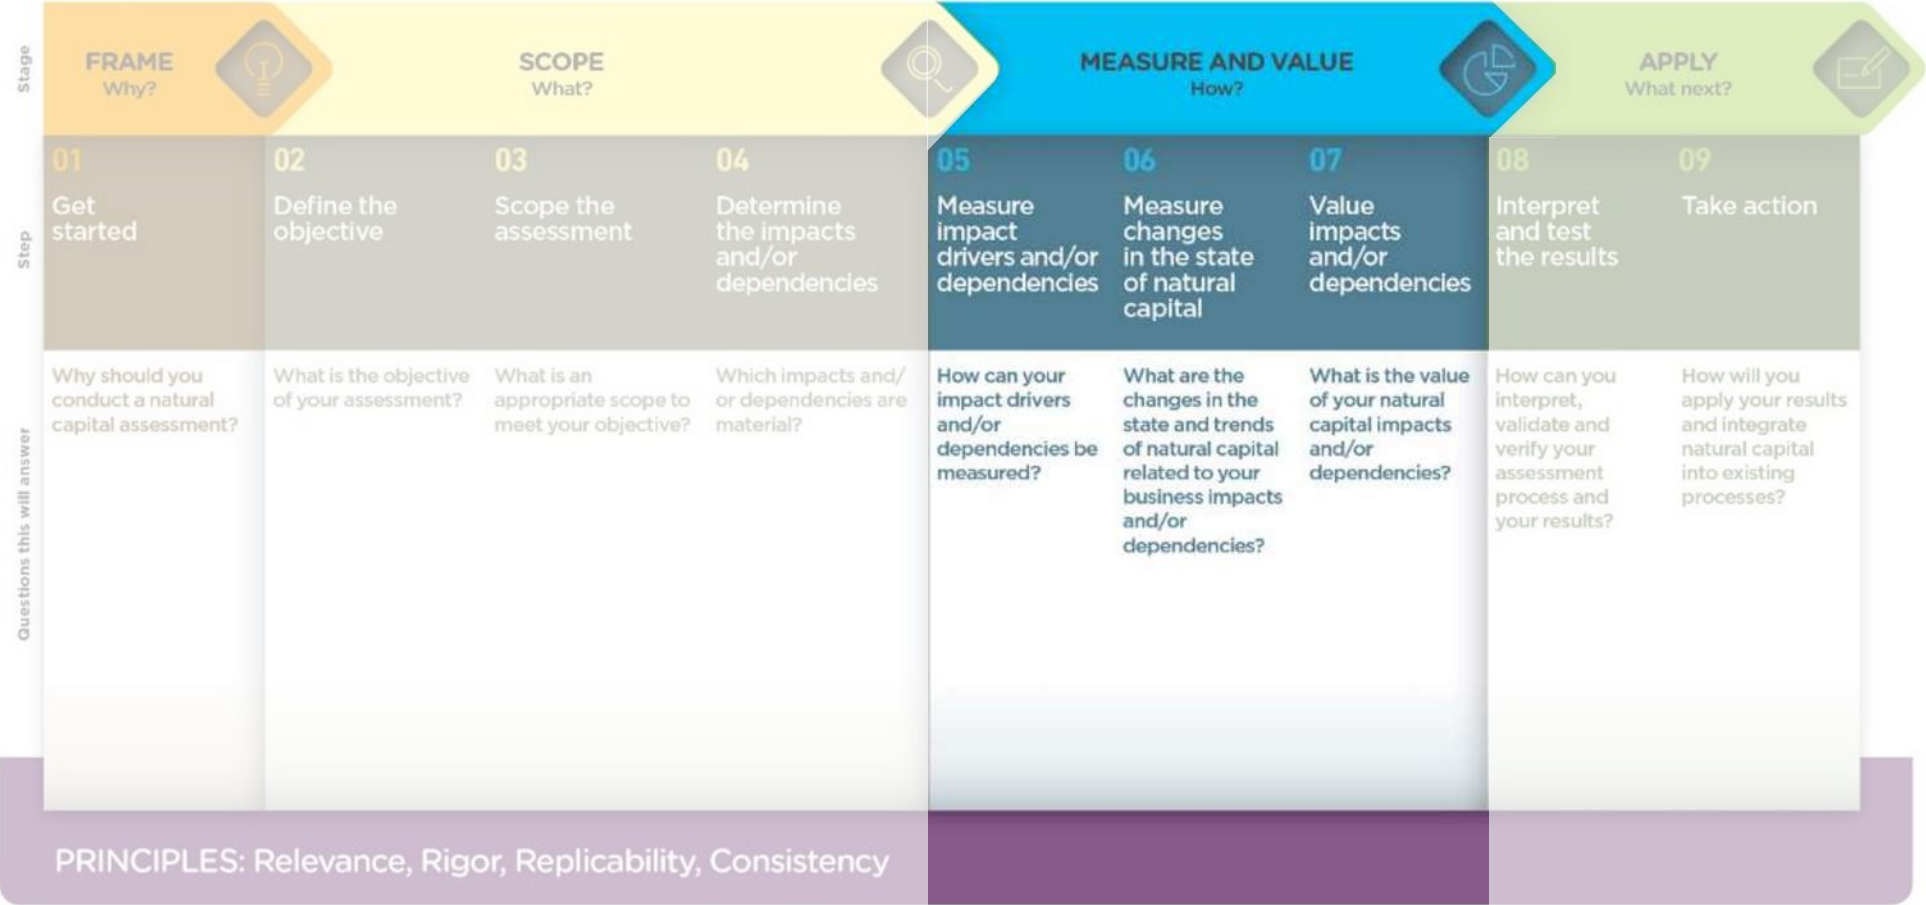 Stage
FRAME
Why?
SCOPE
What?
MEASURE AND VALUE
How?
APPLY
What next?
Step
01
Get
started
02
Define the
objective
03
Scope the
assessment
04
Determine
the impacts
and/or
dependencies
05
Measure
impact
drivers and/or
dependencies
06
Measure
changes
in the state
of natural
capital
07
Value
impacts
and/or
dependencies
08
Interpret
and test
the results
09
Take action
Questions this will answer
Why should you
conduct a natural
capital assessment?
What is the objective
of your assessment?
What is an
appropriate scope to
meet your objective?
Which impacts and/
or dependencies are
material?
How can your
impact drivers
and/or
dependencies be
measured?
What are the
changes in the
state and trends
of natural capital
related to your
business impacts
and/or
dependencies?
What is the value
of your natural
capital impacts
and/or
dependencies?
How can you
interpret,
validate and
verify your
assessment
process and
your results?
How will you
apply your results
and integrate
natural capital
into existing
processes?
PRINCIPLES: Relevance, Rigor, Replicability, Consistency